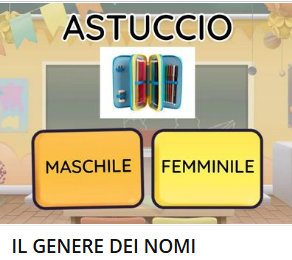 ASTUCCIO
MASCHILE FEMMINILE
IL GENERE DEI NOMI